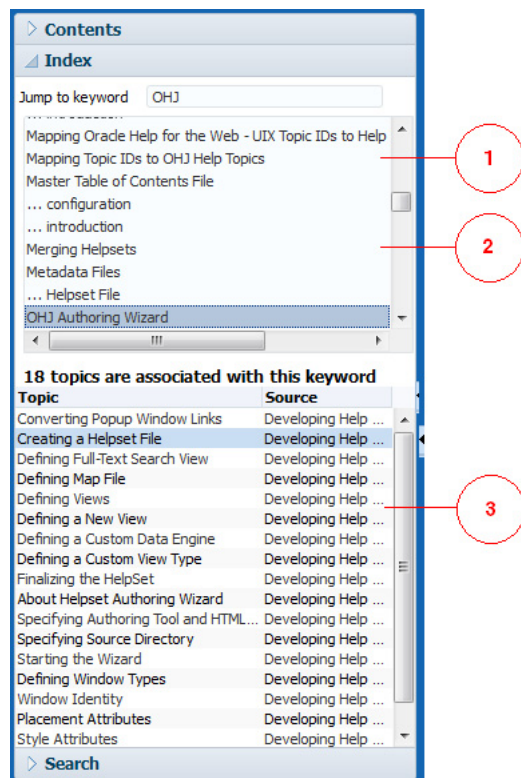 Contents
Index
Jump to keyword OHJ
... introduction
Mapping Oracle Help for the Web - UIX Topic IDs to Help
Mapping Topic IDs to OHJ Help Topics
1
Master Table of Contents File
... configuration
... introduction
Merging Helpsets
2
Metadata Files
... Helpset File
OHJ Authoring Wizard
18 topics are associated with this keyword
Topic Source
Converting Popup Window Links Developing Help ...
Creating a Helpset File Developing Help ...
Defining Full-Text Search View Developing Help ...
Defining Map File Developing Help ...
Defining Views Developing Help ...
3
Defining a New View Developing Help ...
Defining a Custom Data Engine Developing Help ...
Defining a Custom View Type Developing Help ...
Finalizing the HelpSet Developing Help ...
About Helpset Authoring Wizard Developing Help ...
Specifying Authoring Tool and HTML... Developing Help ...
Specifying Source Directory Developing Help ...
Starting the Wizard Developing Help ...
Defining Window Types Developing Help ...
Window Identity Developing Help ...
Placement Attributes Developing Help ...
Style Attributes Developing Help ...
Search